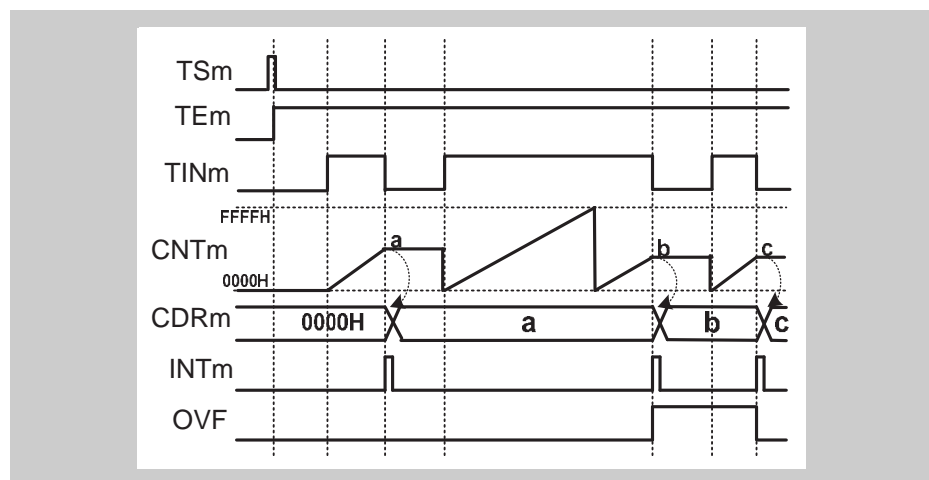 TSm
TEm
TINm
FFFFH
CNTm
a
b
c
0000H
CDRm
0000H
a
b
c
INTm
OVF